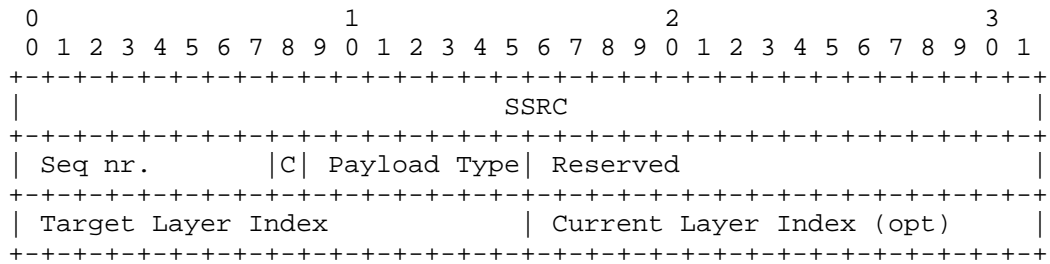 0                   1                   2                   3
 0 1 2 3 4 5 6 7 8 9 0 1 2 3 4 5 6 7 8 9 0 1 2 3 4 5 6 7 8 9 0 1
+-+-+-+-+-+-+-+-+-+-+-+-+-+-+-+-+-+-+-+-+-+-+-+-+-+-+-+-+-+-+-+-+
|                              SSRC                             |
+-+-+-+-+-+-+-+-+-+-+-+-+-+-+-+-+-+-+-+-+-+-+-+-+-+-+-+-+-+-+-+-+
| Seq nr.       |C| Payload Type| Reserved                      |
+-+-+-+-+-+-+-+-+-+-+-+-+-+-+-+-+-+-+-+-+-+-+-+-+-+-+-+-+-+-+-+-+
| Target Layer Index            | Current Layer Index (opt)     |
+-+-+-+-+-+-+-+-+-+-+-+-+-+-+-+-+-+-+-+-+-+-+-+-+-+-+-+-+-+-+-+-+